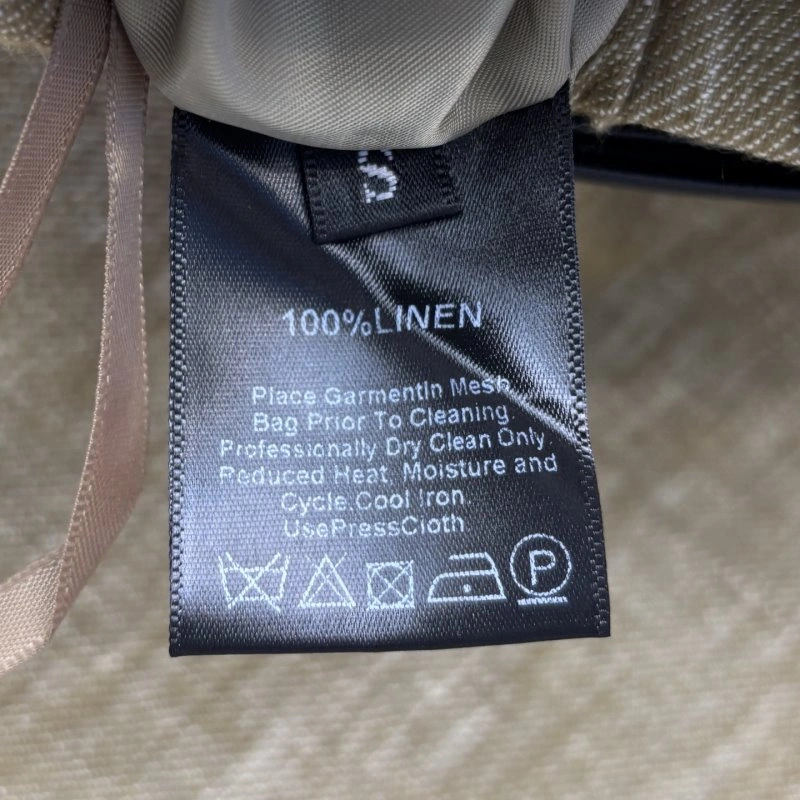 S
100%LINEN
Place GarmentIn Mesh
Bag Prior To Cleaning
Professionally Dry Clean Only.
Reduced Heat, Moisture and
Cycle.Cool Iron
UsePressCloth
P